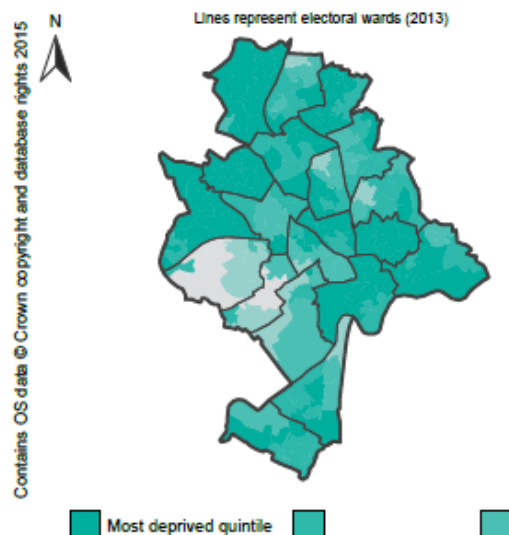 Lines represent electoral wards (2013)
N
Contains OS data © Crown copyright and database rights 2015
Most deprived quintile